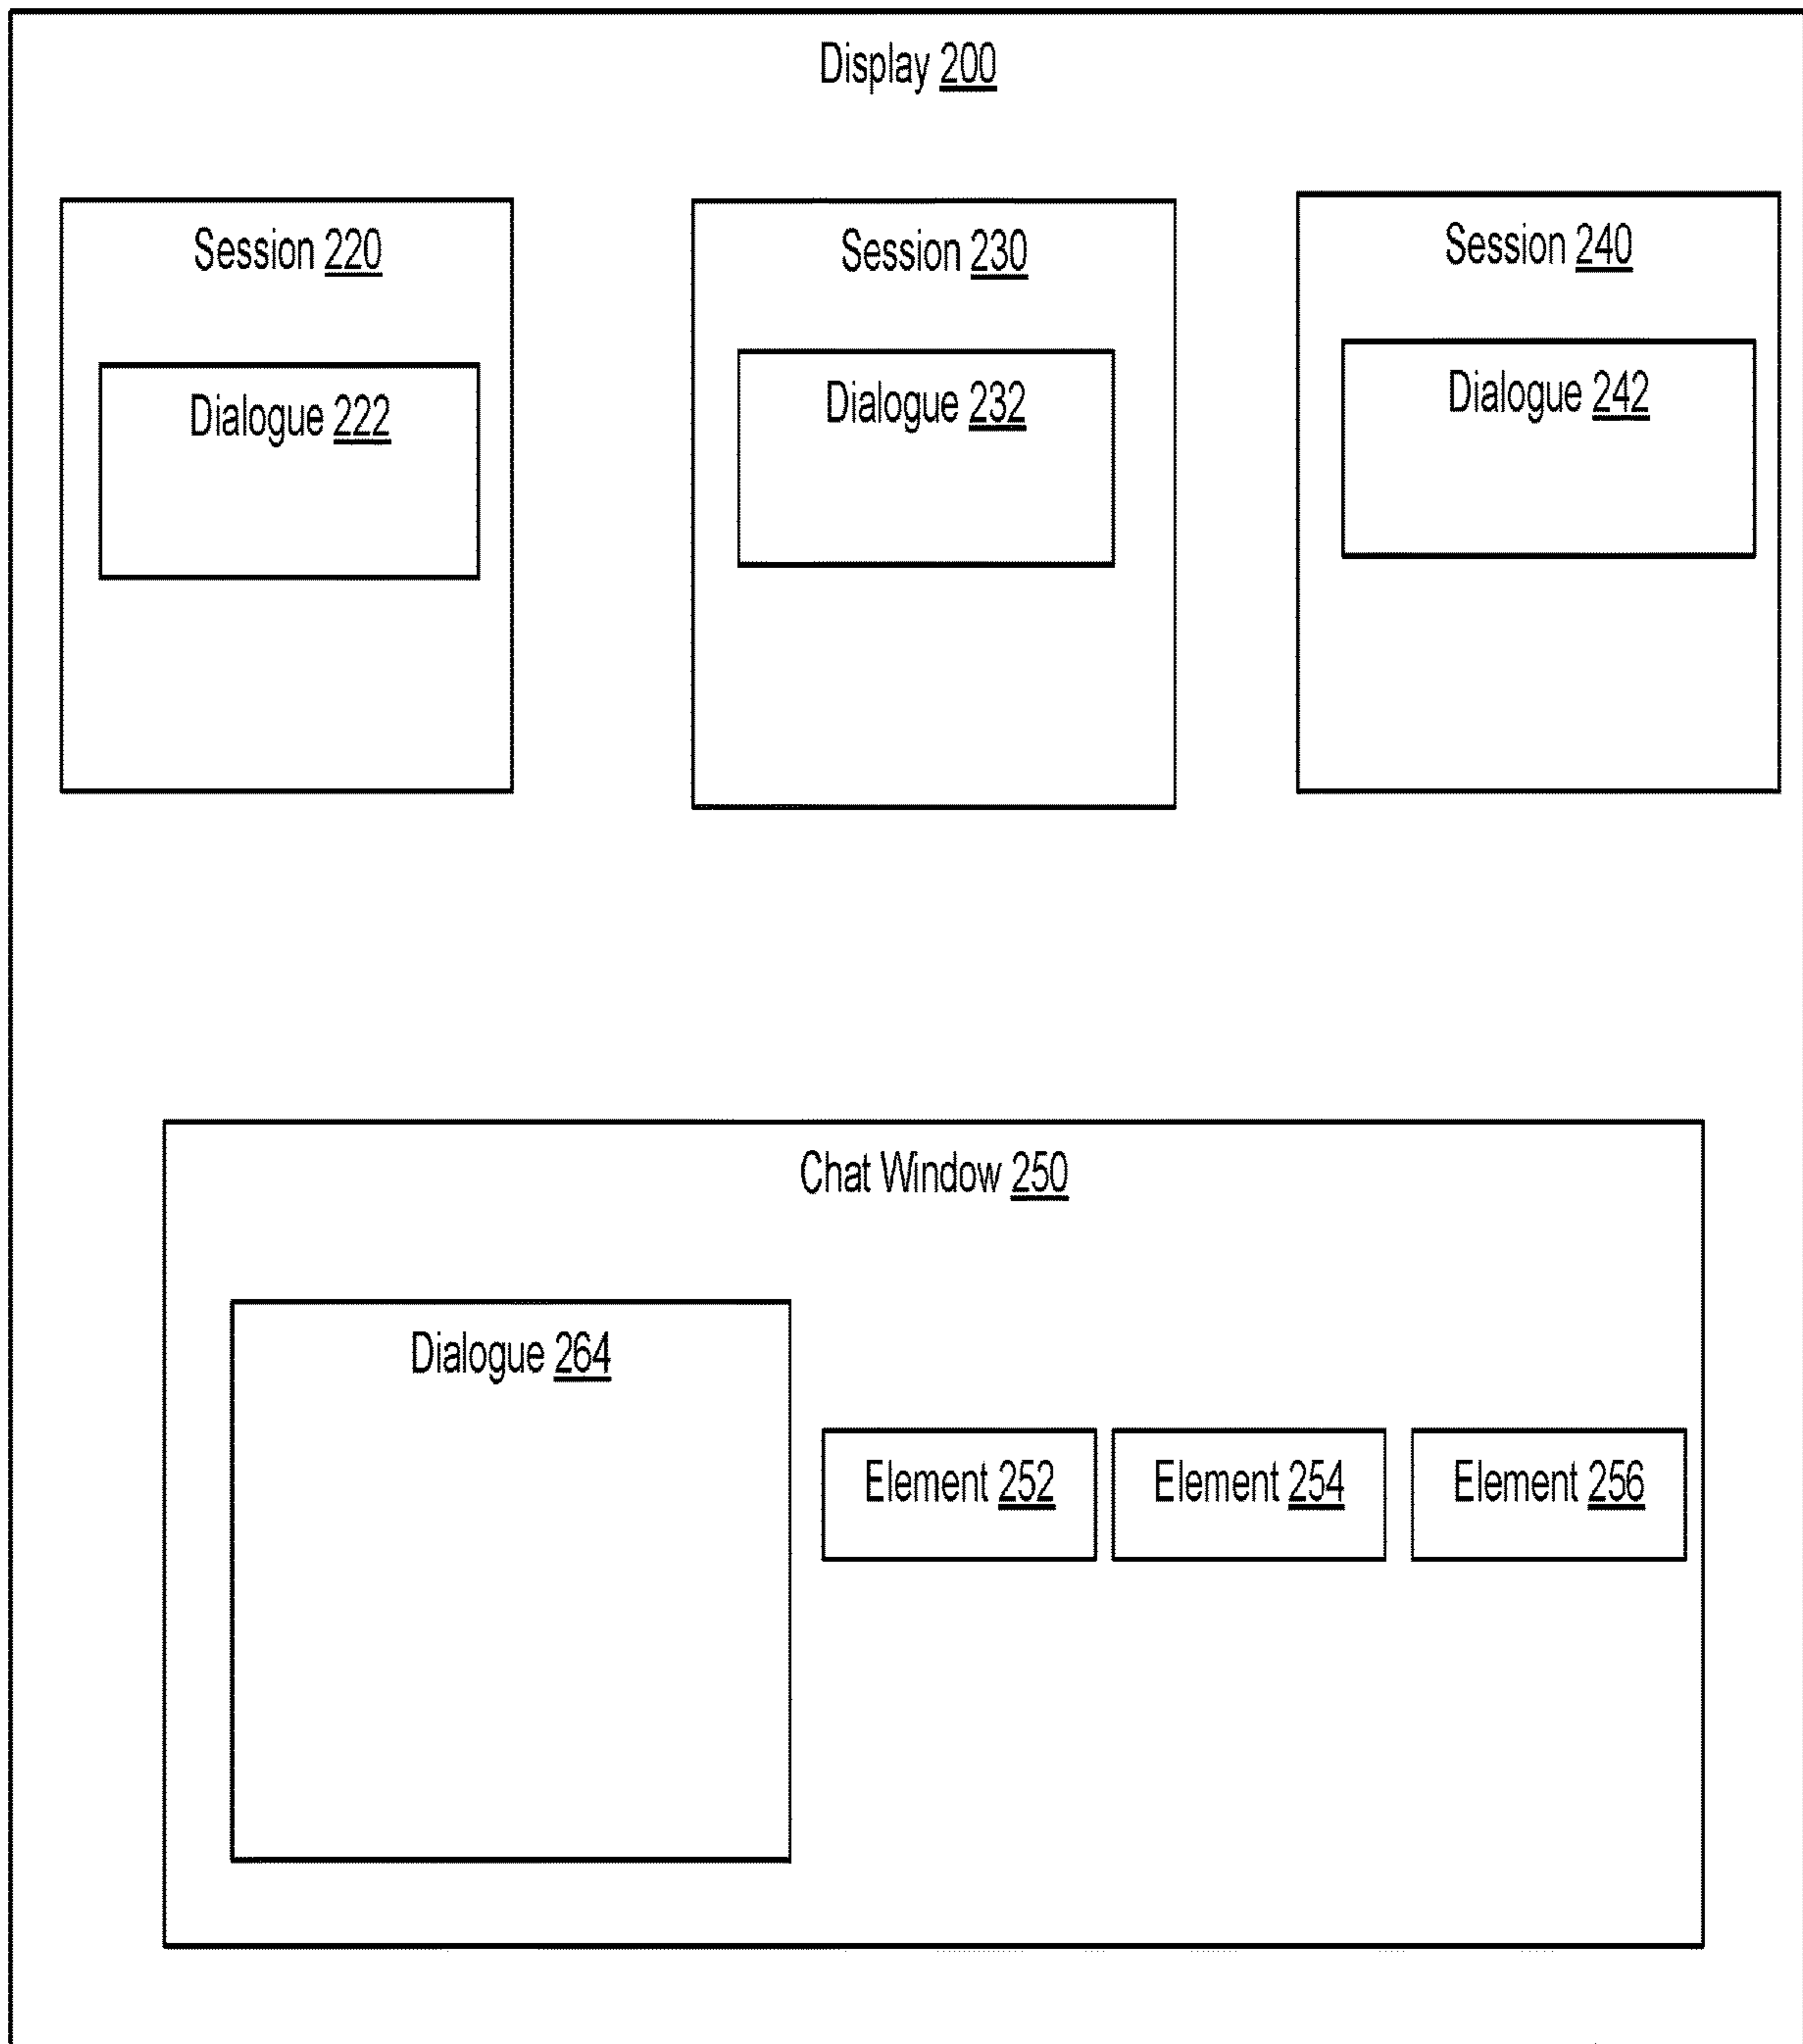 Display 200
Session 220
Session 230
Session 240
Dialogue 222
Dialogue 232
Dialogue 242
Chat Window 250
Dialogue 264
Element 252
Element 254
Element 256